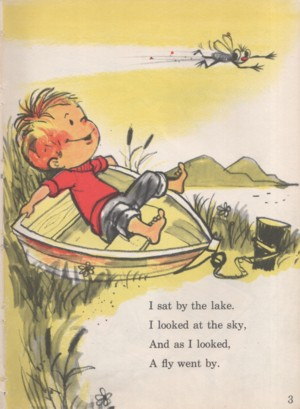 I sat by the lake.
I looked at the sky,
And as I looked,
A fly went by.
3